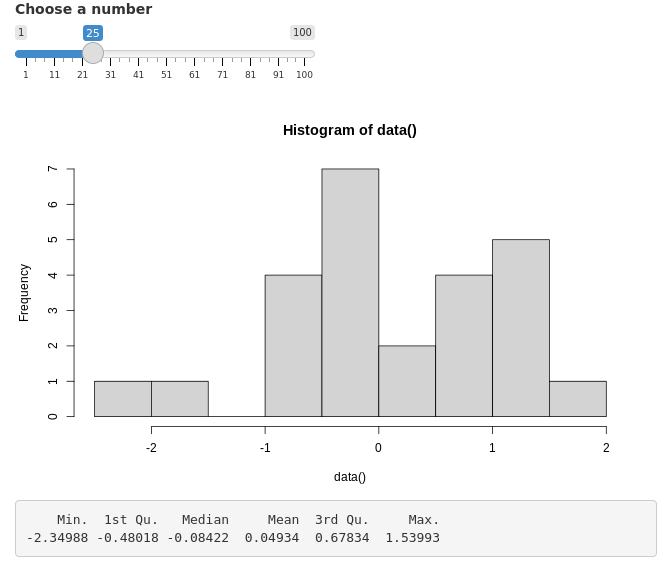 Choose a number
1 25 100
1 11 21 31 41 51 61 71 81 91 100
Histogram of data()
7
6
5
4
3
2
1
0
Frequency
-2 -1 0 1 2
data()
Min. 1st Qu. Median Mean 3rd Qu. Max.
-2.34988 -0.48018 -0.08422 0.04934 0.67834 1.53993